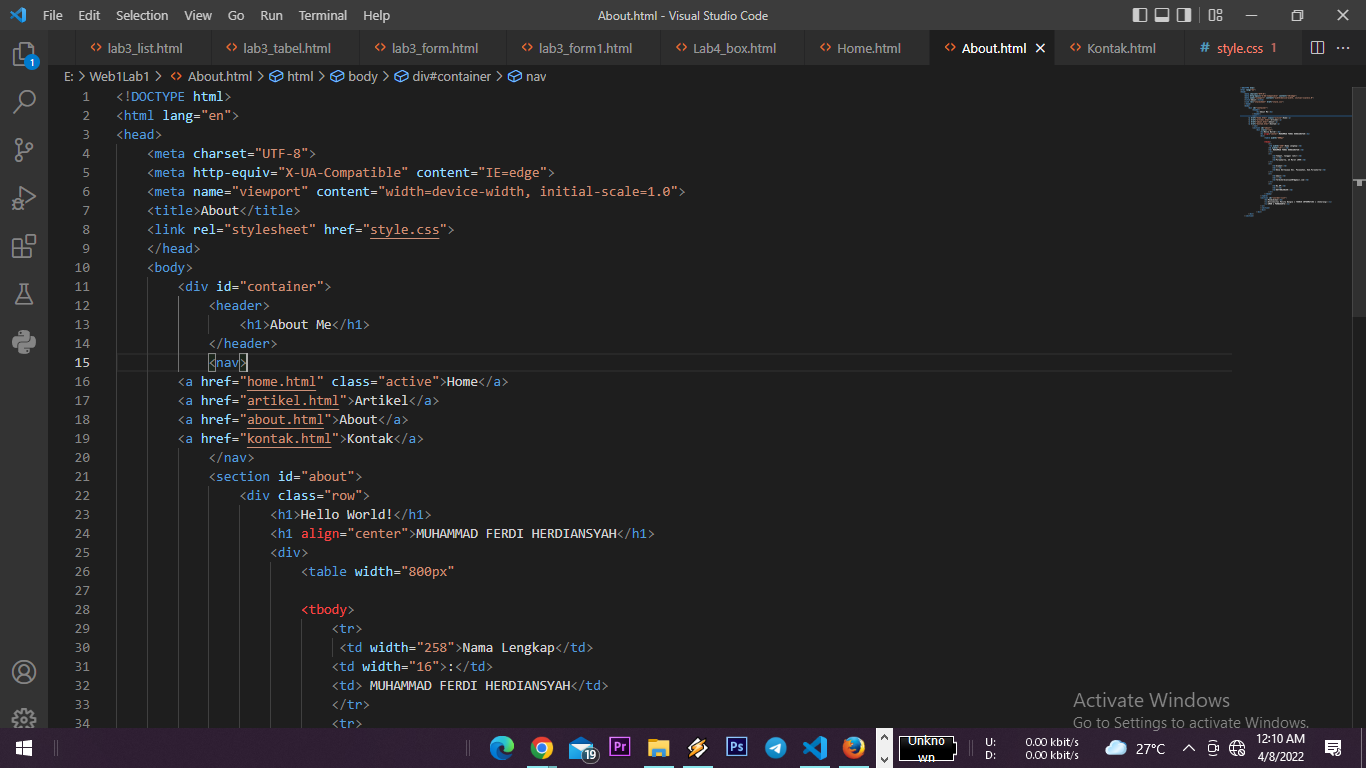 File Edit Selection View Go Run Terminal Help About.html - Visual Studio Code
lab3_list.html lab3_tabel.html lab3_form.html lab3_form1.html Lab4_box.html Home.html About.html Kontak.html # style.css 1
E: > Web1Lab1 > About.html > html > body > div#container > nav
1
1 <!DOCTYPE html>
2 <html lang="en">
3 <head>
4 <meta charset="UTF-8">
5 <meta http-equiv="X-UA-Compatible" content="IE=edge">
6 <meta name="viewport" content="width=device-width, initial-scale=1.0">
7 <title>About</title>
8 <link rel="stylesheet" href="style.css">
9 </head>
10 <body>
11 <div id="container">
12 <header>
13 <h1>About Me</h1>
14 </header>
15 <nav>
16 <a href="home.html" class="active">Home</a>
17 <a href="artikel.html">Artikel</a>
18 <a href="about.html">About</a>
19 <a href="kontak.html">Kontak</a>
20 </nav>
21 <section id="about">
22 <div class="row">
23 <h1>Hello World!</h1>
24 <h1 align="center">MUHAMMAD FERDI HERDIANSYAH</h1>
25 <div>
26 <table width="800px"
27
28 <tbody>
29 <tr>
30 <td width="258">Nama Lengkap</td>
31 <td width="16">:</td>
32 <td> MUHAMMAD FERDI HERDIANSYAH</td>
33 </tr>
34 <tr>
Activate Windows
Go to Settings to activate Windows.
19 Pr Ps Unkno
wn
U: 0.00 kbit/s
D: 0.00 kbit/s
27°C
12:10 AM
4/8/2022